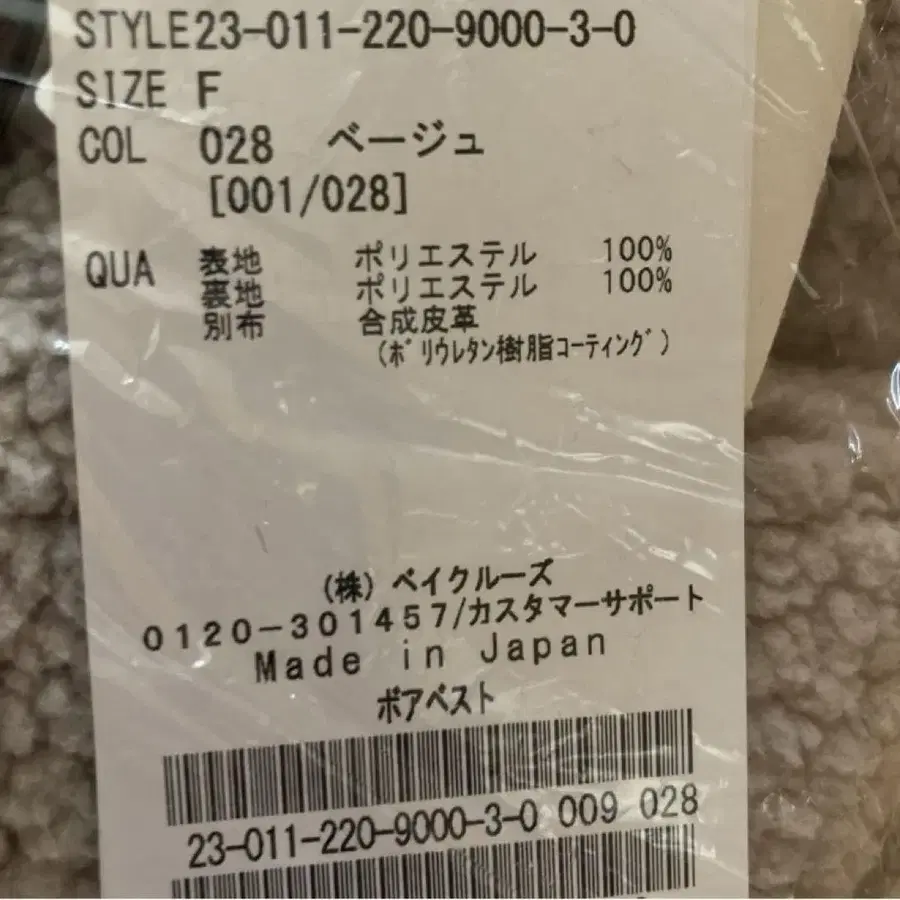 STYLE23-011-220-9000-3-0
SIZE F
COL 028 ベージュ
[001/028]
QUA 表地 ポリエステル 100%
裏地 ポリエステル 100%
別布 合成皮革
(ポリウレタン樹脂コーティング)
(株) ベイクルーズ
0120-301457/カスタマーサポート
Made in Japan
ボアベスト
23-011-220-9000-3-0 009 028